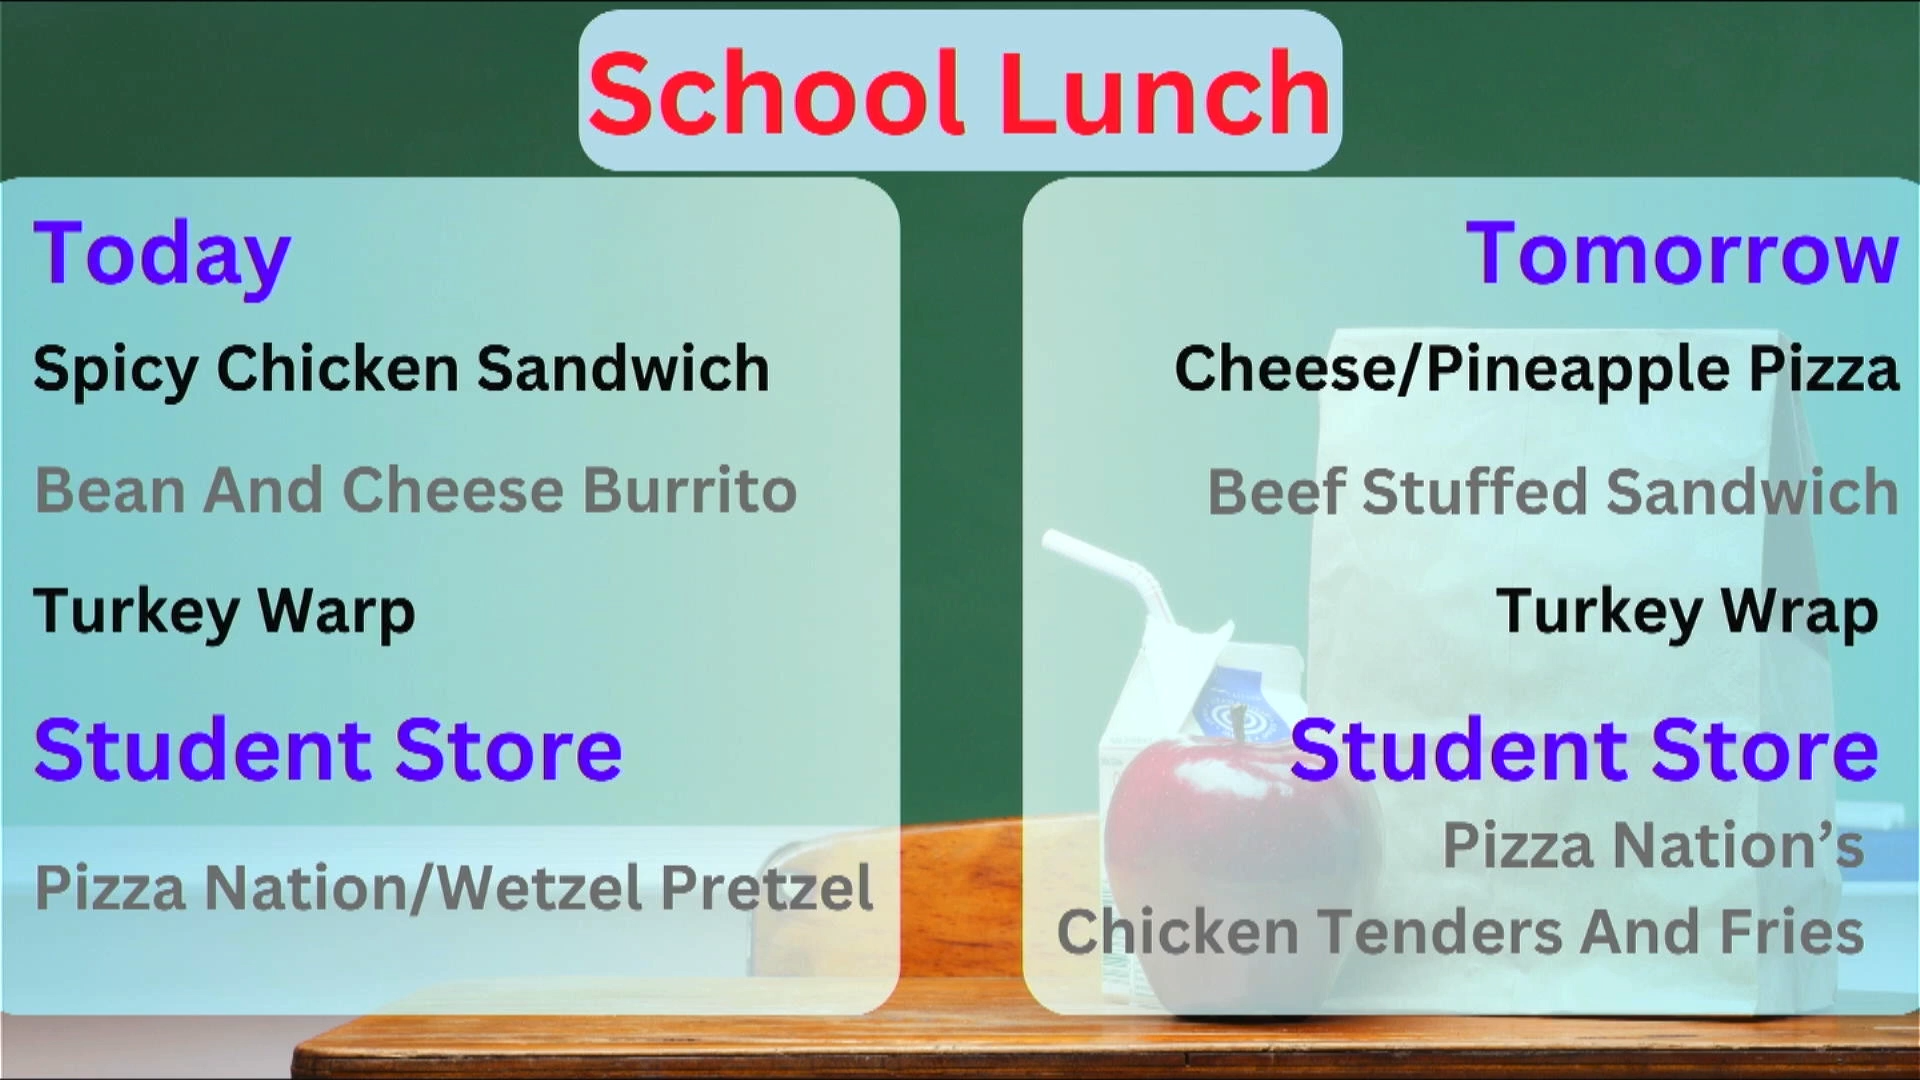 School Lunch
Today
Spicy Chicken Sandwich
Bean And Cheese Burrito
Turkey Warp
Student Store
Pizza Nation/Wetzel Pretzel
Tomorrow
Cheese/Pineapple Pizza
Beef Stuffed Sandwich
Turkey Wrap
Student Store
Pizza Nation’s
Chicken Tenders And Fries